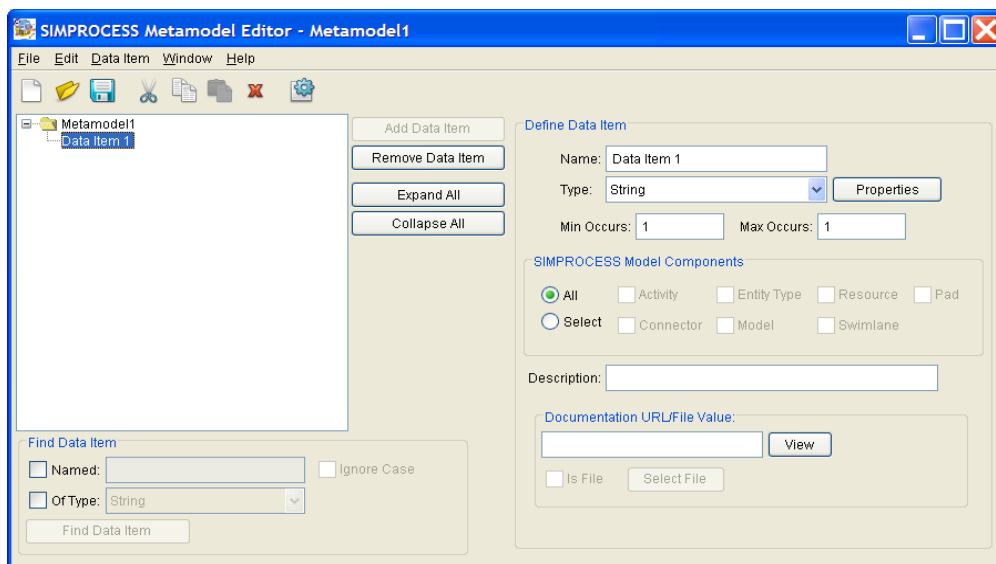 SIMPROCESS Metamodel Editor - Metamodel1
File Edit Data Item Window Help
Metamodel1
Data Item 1
Add Data Item
Remove Data Item
Expand All
Collapse All
Define Data Item
Name: Data Item 1
Type: String Properties
Min Occurs: 1 Max Occurs: 1
SIMPROCESS Model Components
All Activity Entity Type Resource Pad
Select Connector Model Swimlane
Description:
Documentation URL/File Value:
View
Is File Select File
Find Data Item
Named: Ignore Case
Of Type: String
Find Data Item